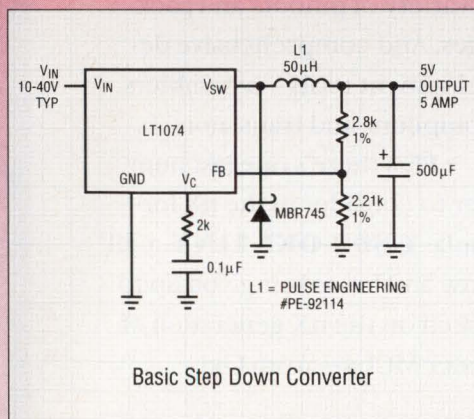 L1
50µH
VIN
10-40V
TYP
VIN
VSW
5V
OUTPUT
5 AMP
LT1074
2.8k
1%
GND
VC
FB
500µF
+
2k
MBR745
2.21k
1%
0.1µF
L1 = PULSE ENGINEERING
#PE-92114
Basic Step Down Converter